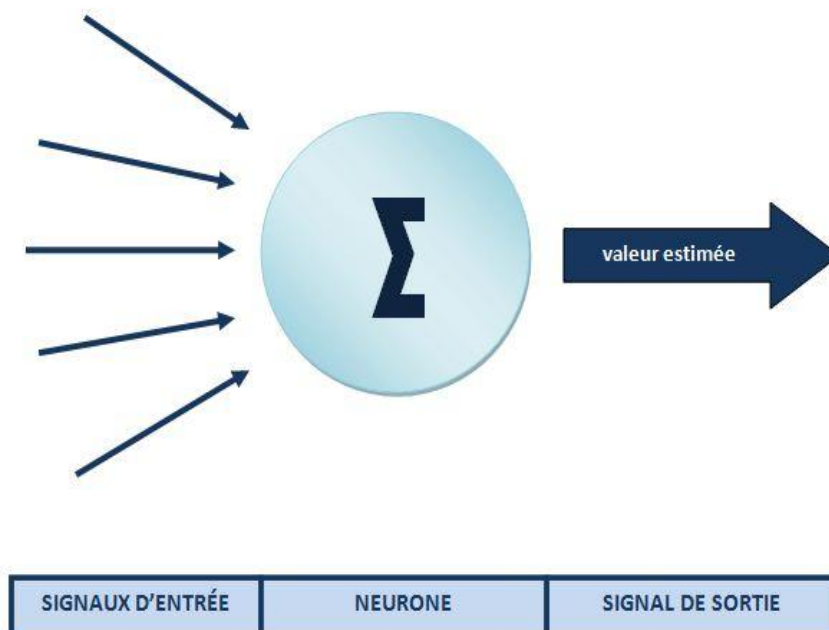 Σ
valeur estimée
SIGNAUX D'ENTRÉE
NEURONE
SIGNAL DE SORTIE